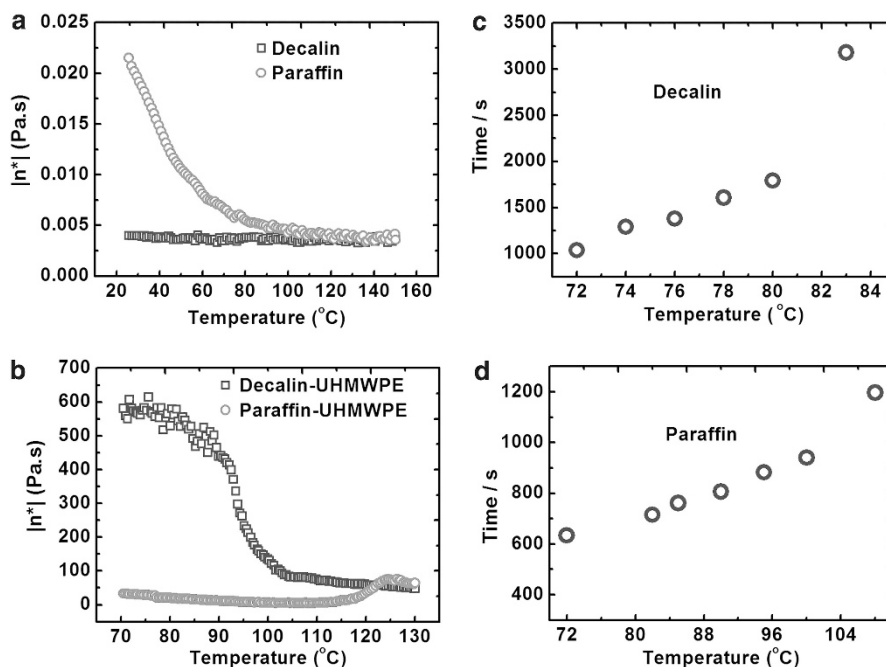 a
0.025
0.020
0.015
0.010
0.005
0.000
|n*| (Pa.s)
Decalin
Paraffin
20 40 60 80 100 120 140 160
Temperature (°C)
b
700
600
500
400
300
200
100
0
|n*| (Pa.s)
Decalin-UHMWPE
Paraffin-UHMWPE
70 80 90 100 110 120 130
Temperature (°C)
c
3500
3000
2500
2000
1500
1000
Time / s
Decalin
72 74 76 78 80 82 84
Temperature (°C)
d
1200
1000
800
600
400
Time / s
Paraffin
72 80 88 96 104
Temperature (°C)